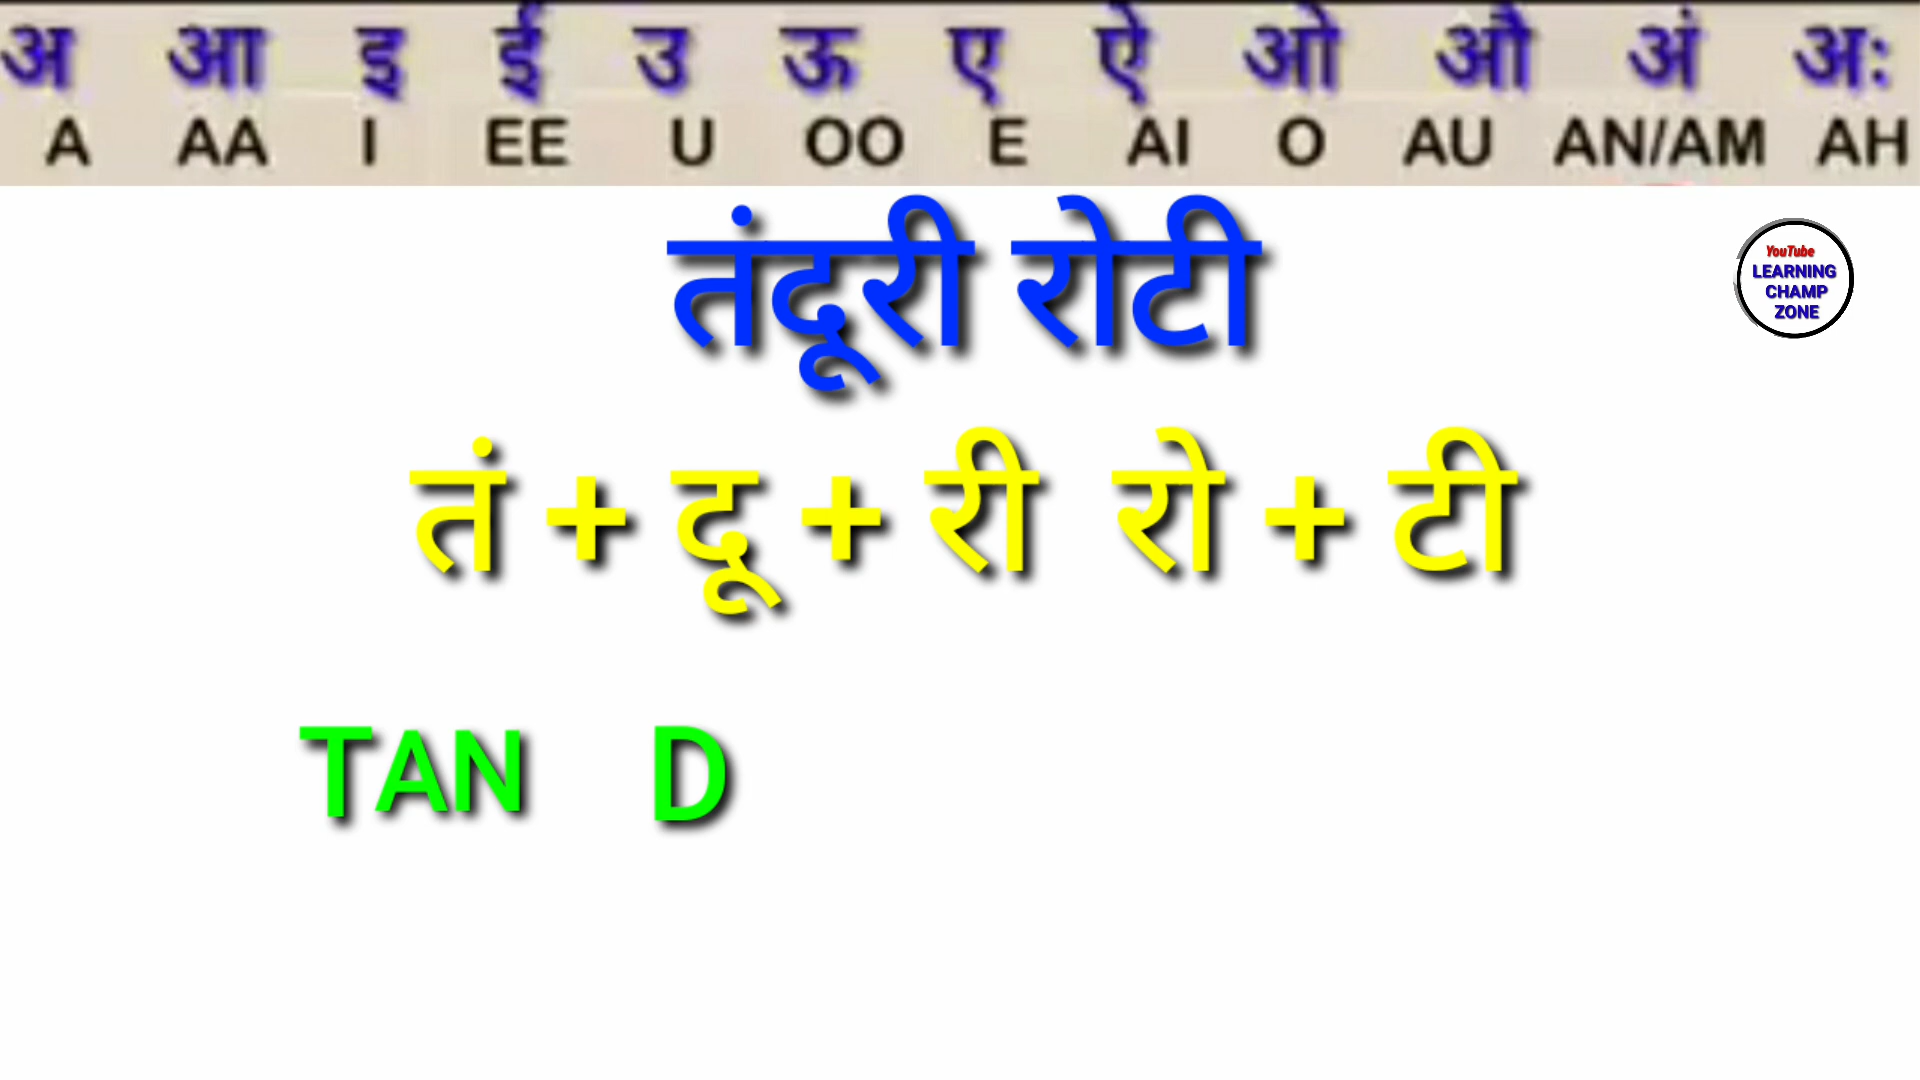 अ आ इ ई उ ऊ ए ऐ ओ औ अं अः
A AA I EE U OO E AI O AU AN/AM AH
तंदूरी रोटी
YouTube
LEARNING
CHAMP
ZONE
तं + दू + री रो + टी
TAN D